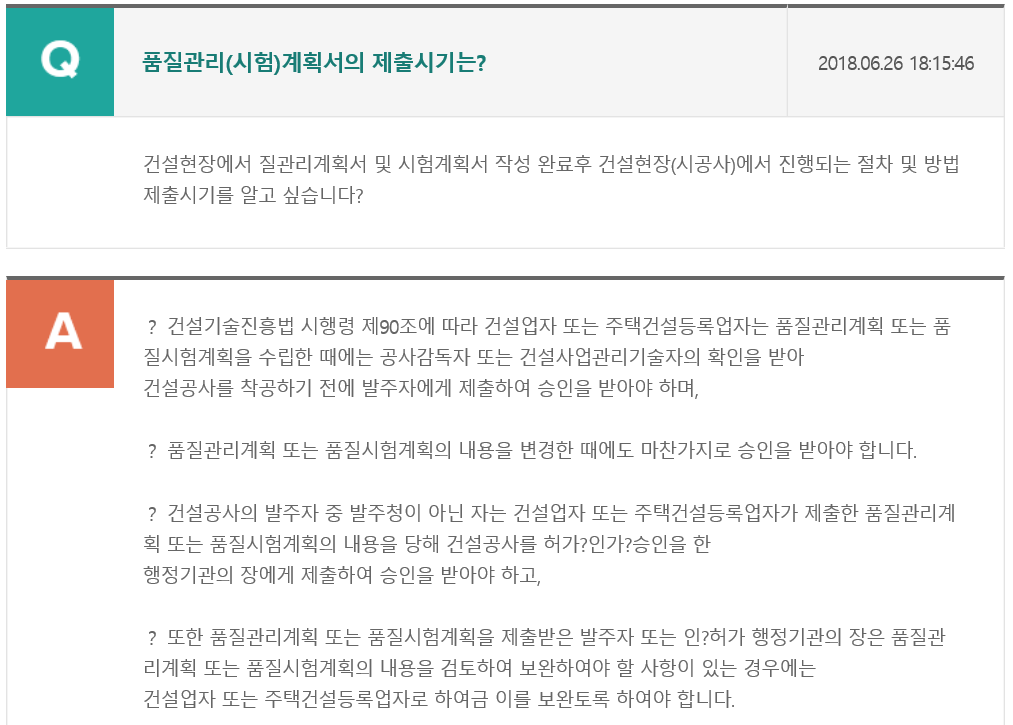 Q
품질관리(시험)계획서의 제출시기는?
2018.06.26 18:15:46
건설현장에서 질관리계획서 및 시험계획서 작성 완료후 건설현장(시공사)에서 진행되는 절차 및 방법
제출시기를 알고 싶습니다?
A
? 건설기술진흥법 시행령 제90조에 따라 건설업자 또는 주택건설등록업자는 품질관리계획 또는 품
질시험계획을 수립한 때에는 공사감독자 또는 건설사업관리기술자의 확인을 받아
건설공사를 착공하기 전에 발주자에게 제출하여 승인을 받아야 하며,
? 품질관리계획 또는 품질시험계획의 내용을 변경한 때에도 마찬가지로 승인을 받아야 합니다.
? 건설공사의 발주자 중 발주청이 아닌 자는 건설업자 또는 주택건설등록업자가 제출한 품질관리계
획 또는 품질시험계획의 내용을 당해 건설공사를 허가?인가?승인을 한
행정기관의 장에게 제출하여 승인을 받아야 하고,
? 또한 품질관리계획 또는 품질시험계획을 제출받은 발주자 또는 인?허가 행정기관의 장은 품질관
리계획 또는 품질시험계획의 내용을 검토하여 보완하여야 할 사항이 있는 경우에는
건설업자 또는 주택건설등록업자로 하여금 이를 보완토록 하여야 합니다.